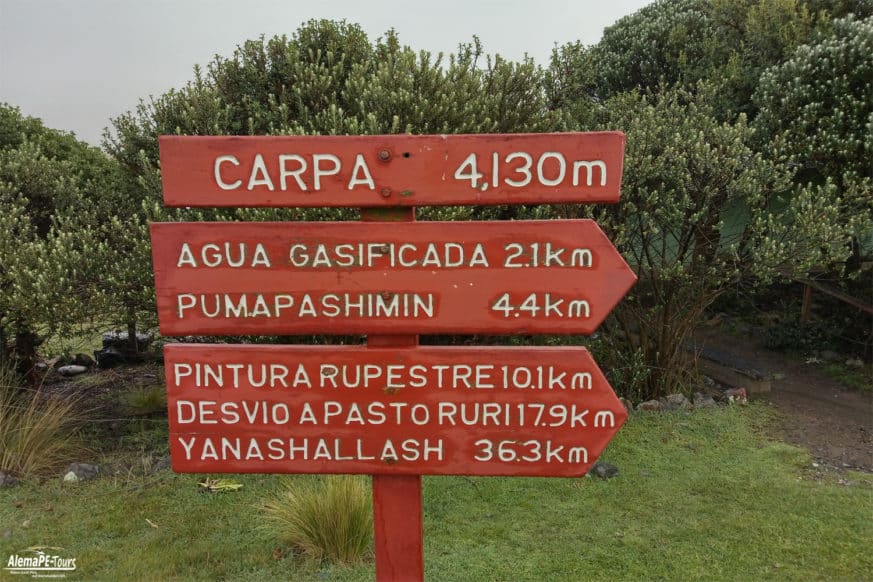 CARPA 4,130m
AGUA GASIFICADA 2.1km
PUMAPASHIMIN 4.4km
PINTURA RUPESTRE 10.1km
DESVIO A PASTO RURI 17.9km
YANASHALLASH 36.3km
AlemaPE-Tours